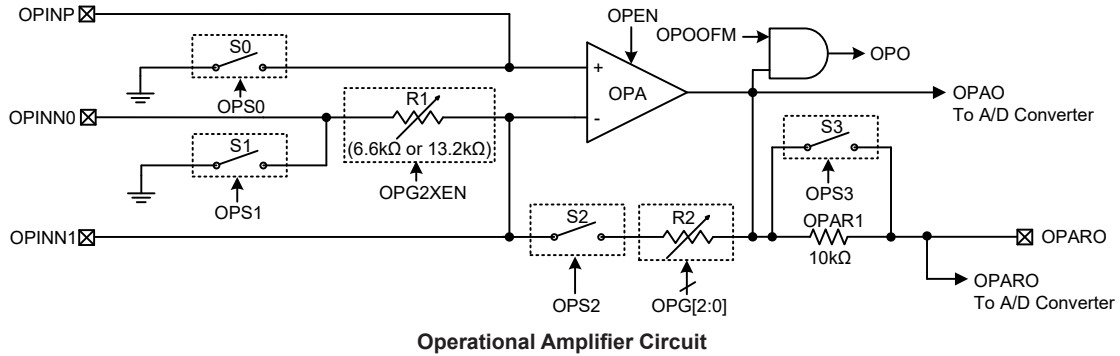 OPINP
OPEN
OPOOFM
OPO
S0
+
OPA
OPS0
R1
OPAO
To A/D Converter
OPINN0
-
(6.6kΩ or 13.2kΩ)
S1
S3
OPG2XEN
OPS1
OPS3
S2
R2
OPAR1
OPINN1
OPARO
10kΩ
OPARO
To A/D Converter
OPS2
OPG[2:0]
Operational Amplifier Circuit